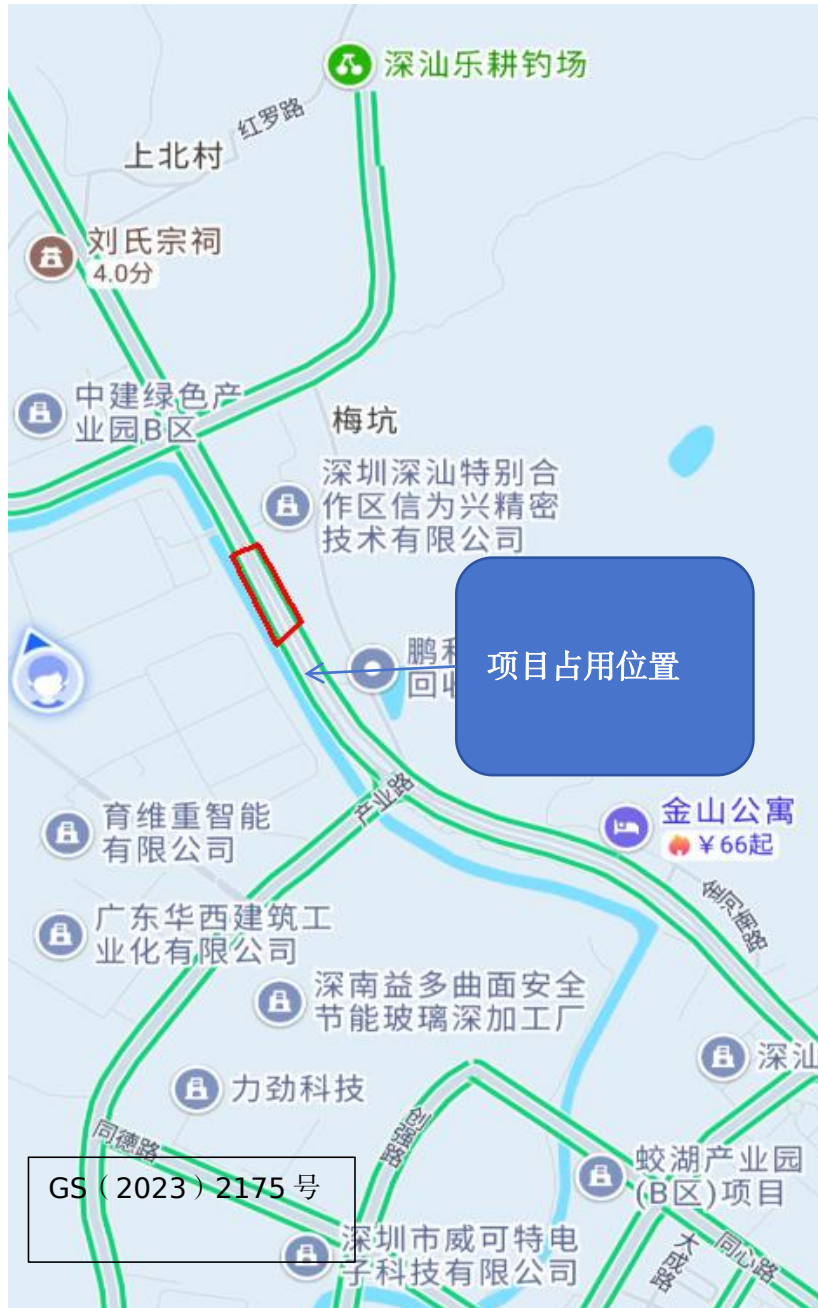 深汕乐耕钓场
红罗路
上北村
刘氏宗祠
4.0分
中建绿色产
业园B区
梅坑
深圳深汕特别合
作区信为兴精密
技术有限公司
鹏
回收
项目占用位置
产业路
金山公寓
¥66起
育维重智能
有限公司
广东华西建筑工
业化有限公司
深南益多曲面安全
节能玻璃深加工厂
深汕
力劲科技
创强路
同德路
GS（2023）2175号
蛟湖产业园
(B区)项目
深圳市威可特电
子科技有限公司
大成路
同心路